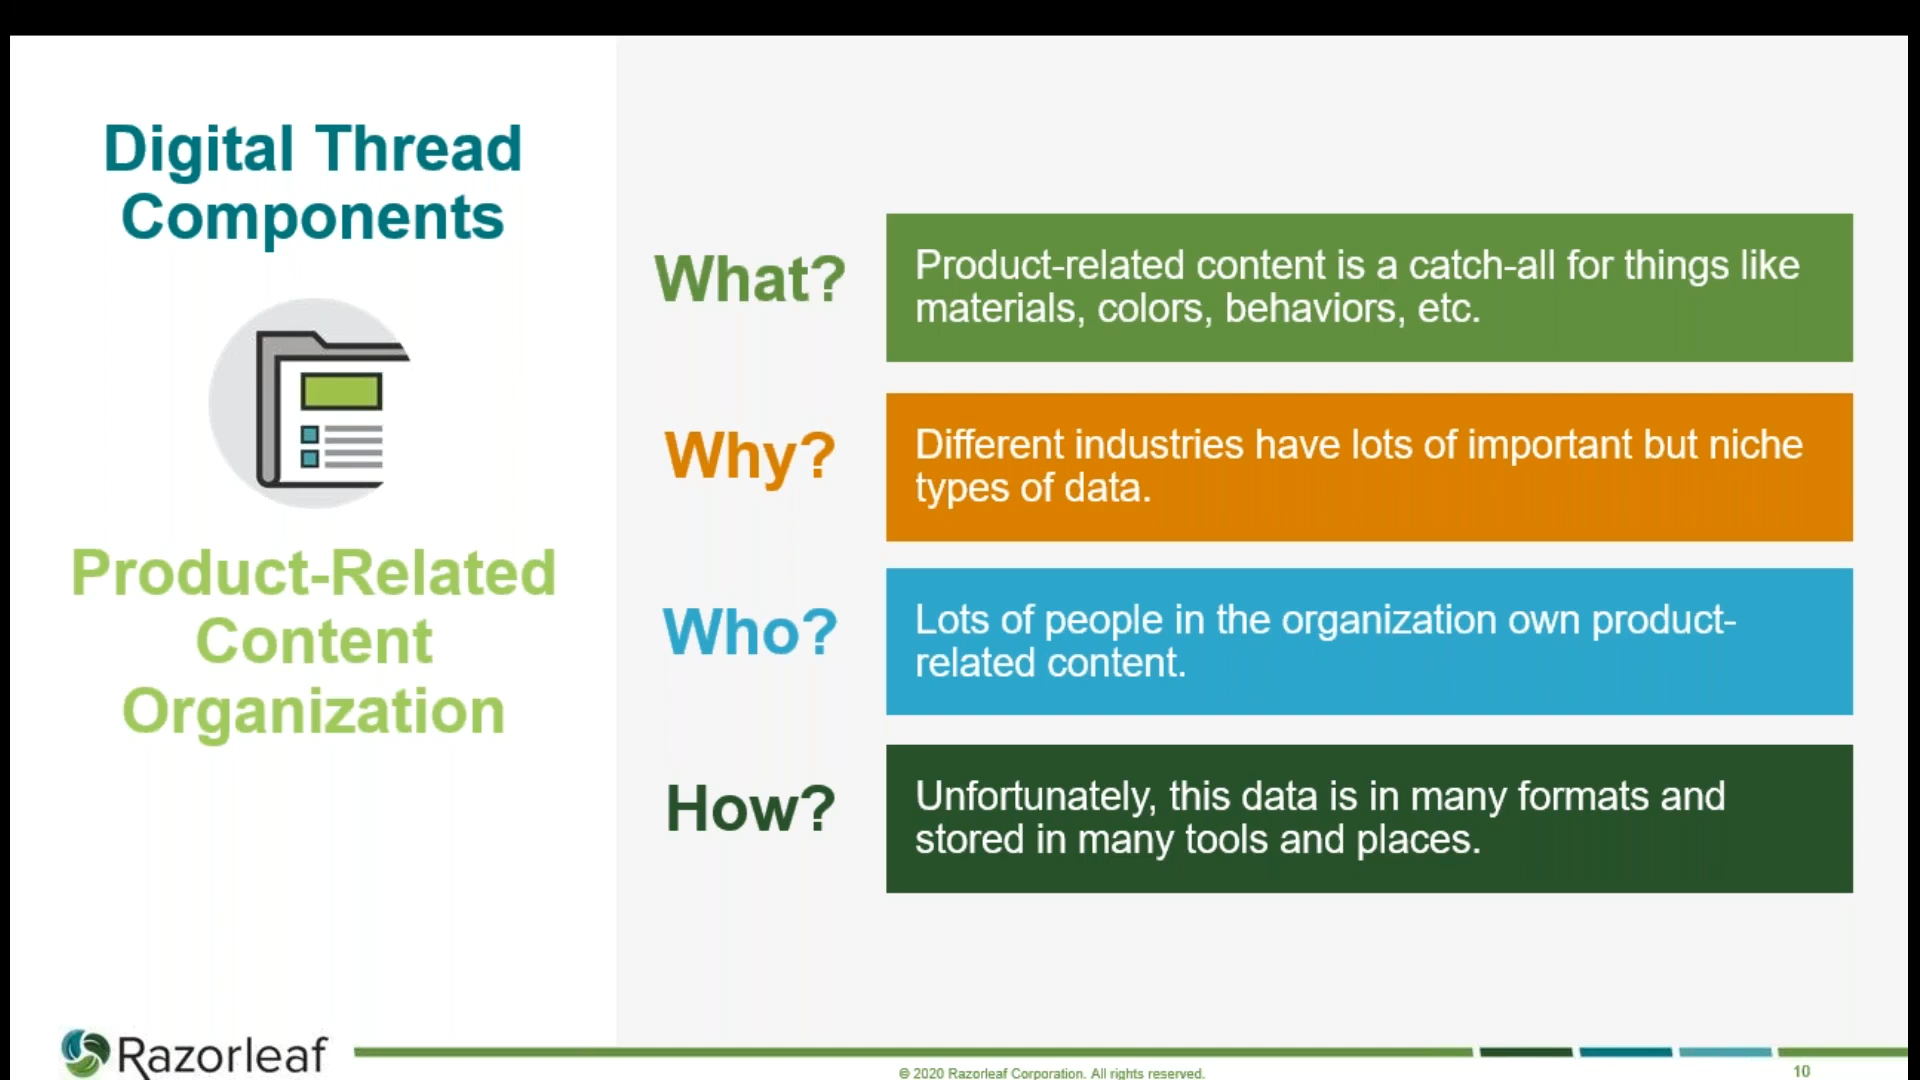 Digital Thread
Components
Product-Related
Content
Organization
What?
Product-related content is a catch-all for things like
materials, colors, behaviors, etc.
Why?
Different industries have lots of important but niche
types of data.
Who?
Lots of people in the organization own product-
related content.
How?
Unfortunately, this data is in many formats and
stored in many tools and places.
Razorleaf
© 2020 Razorleaf Corporation. All rights reserved.
10